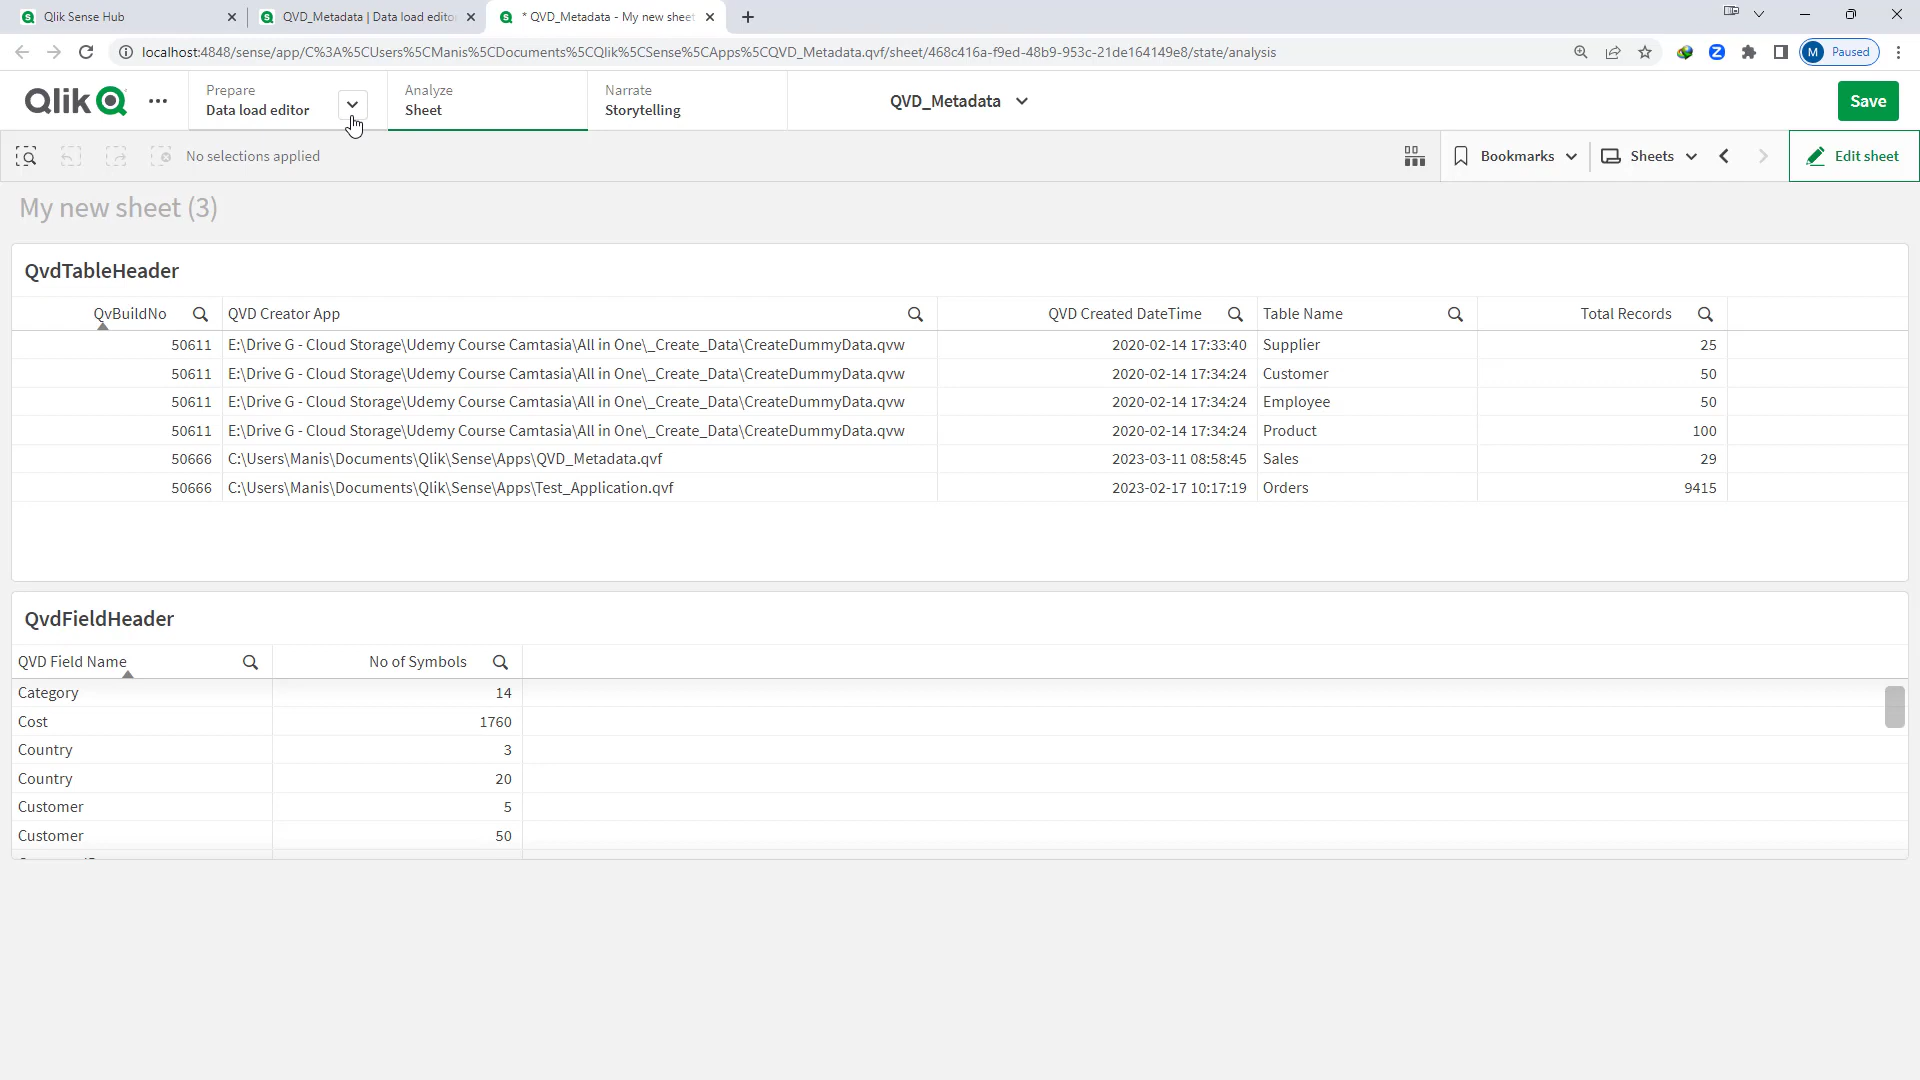 Qlik Sense Hub
QVD_Metadata | Data load editor
* QVD_Metadata - My new sheet
localhost:4848/sense/app/C%3A%5CUsers%5CManis%5CDocuments%5CQlik%5CSense%5CApps%5CQVD_Metadata.qvf/sheet/468c416a-f9ed-48b9-953c-21de164149e8/state/analysis
Z
M Paused
Qlik
Prepare
Data load editor
Analyze
Sheet
Narrate
Storytelling
QVD_Metadata
Save
No selections applied
Bookmarks
Sheets
Edit sheet
My new sheet (3)
QvdTableHeader
QvBuildNo QVD Creator App QVD Created DateTime Table Name Total Records
50611 E:\Drive G - Cloud Storage\Udemy Course Camtasia\All in One\_Create_Data\CreateDummyData.qvw 2020-02-14 17:33:40 Supplier 25
50611 E:\Drive G - Cloud Storage\Udemy Course Camtasia\All in One\_Create_Data\CreateDummyData.qvw 2020-02-14 17:34:24 Customer 50
50611 E:\Drive G - Cloud Storage\Udemy Course Camtasia\All in One\_Create_Data\CreateDummyData.qvw 2020-02-14 17:34:24 Employee 50
50611 E:\Drive G - Cloud Storage\Udemy Course Camtasia\All in One\_Create_Data\CreateDummyData.qvw 2020-02-14 17:34:24 Product 100
50666 C:\Users\Manis\Documents\Qlik\Sense\Apps\QVD_Metadata.qvf 2023-03-11 08:58:45 Sales 29
50666 C:\Users\Manis\Documents\Qlik\Sense\Apps\Test_Application.qvf 2023-02-17 10:17:19 Orders 9415
QvdFieldHeader
QVD Field Name No of Symbols
Category 14
Cost 1760
Country 3
Country 20
Customer 5
Customer 50